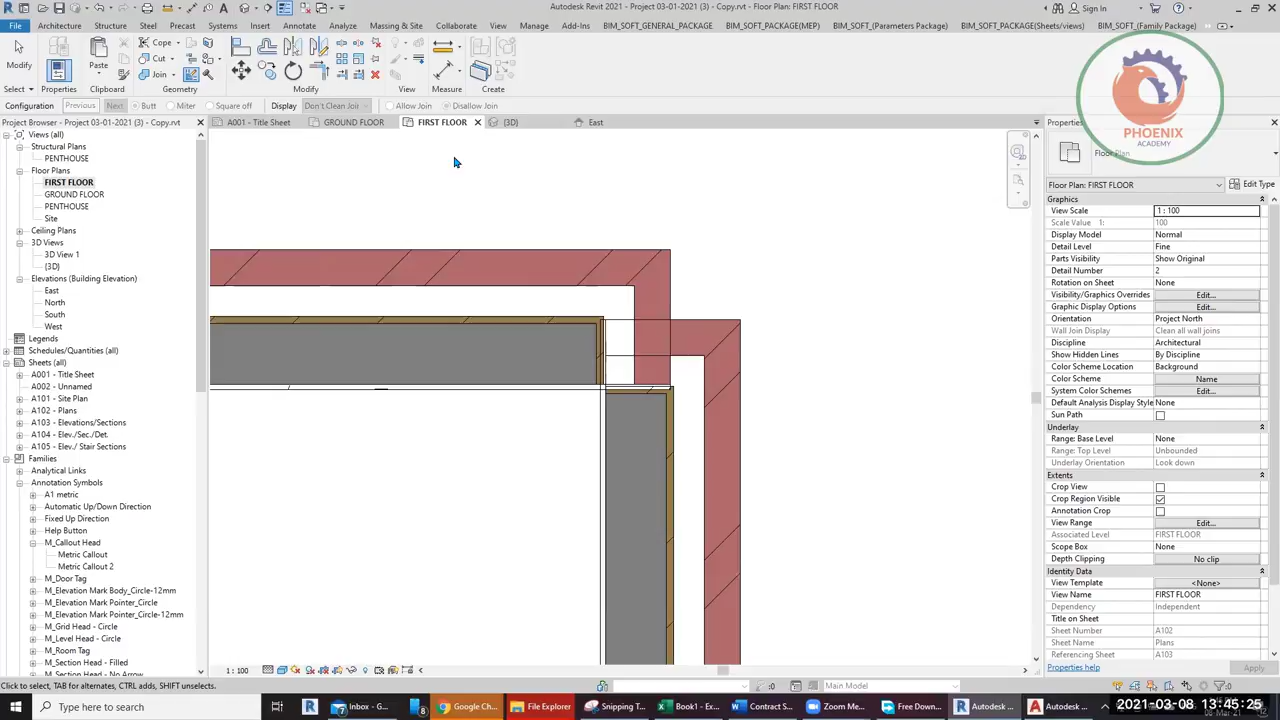 Autodesk Revit 2021 - Project 03-01-2021 (3) - Copy.rvt - Floor Plan: FIRST FLOOR
Sign In
File Architecture Structure Steel Precast Systems Insert Annotate Analyze Massing & Site Collaborate View Manage Add-Ins BIM_SOFT_GENERAL_PACKAGE. BIM_SOFT_PACKAGE(MEP) BIM_SOFT_(Parameters Package) BIM_SOFT_PACKAGE(Sheets/views) BIM_SOFT_(Family Package)
Cope
Cut
Join
Modify
Paste
Select Properties Clipboard Geometry Modify View Measure Create
Configuration Previous Next Butt Miter Square off Display Don't Clean Join Allow Join Disallow Join
PHOENIX
ACADEMY
Project Browser - Project 03-01-2021 (3) - Copy.rvt
A001 - Title Sheet
GROUND FLOOR
FIRST FLOOR
{3D}
East
Views (all)
Structural Plans
PENTHOUSE
Floor Plans
FIRST FLOOR
GROUND FLOOR
PENTHOUSE
Site
Ceiling Plans
3D Views
3D View 1
{3D}
Elevations (Building Elevation)
East
North
South
West
Legends
Schedules/Quantities (all)
Sheets (all)
A001 - Title Sheet
A002 - Unnamed
A101 - Site Plan
A102 - Plans
A103 - Elevations/Sections
A104 - Elev./Sec./Det.
A105 - Elev./ Stair Sections
Families
Analytical Links
Annotation Symbols
A1 metric
Automatic Up/Down Direction
Fixed Up Direction
Help Button
M_Callout Head
Metric Callout
Metric Callout 2
M_Door Tag
M_Elevation Mark Body_Circle-12mm
M_Elevation Mark Pointer_Circle
M_Elevation Mark Pointer_Circle-12mm
M_Grid Head - Circle
M_Level Head - Circle
M_Room Tag
M_Section Head - Filled
M_Section Head - No Arrow
Properties
Floor Plan
Floor Plan: FIRST FLOOR Edit Type
Graphics
View Scale 1 : 100
Scale Value 1: 100
Display Model Normal
Detail Level Fine
Parts Visibility Show Original
Detail Number 2
Rotation on Sheet None
Visibility/Graphics Overrides Edit...
Graphic Display Options Edit...
Orientation Project North
Wall Join Display Clean all wall joins
Discipline Architectural
Show Hidden Lines By Discipline
Color Scheme Location Background
Color Scheme Name
System Color Schemes Edit...
Default Analysis Display Style None
Sun Path
Underlay
Range: Base Level None
Range: Top Level Unbounded
Underlay Orientation Look down
Extents
Crop View
Crop Region Visible
Annotation Crop
View Range Edit...
Associated Level FIRST FLOOR
Scope Box None
Depth Clipping No clip
Identity Data
View Template <None>
View Name FIRST FLOOR
Dependency Independent
Title on Sheet
Sheet Number A102
Sheet Name Plans
Referencing Sheet A103
Properties help Apply
1 : 100
Click to select, TAB for alternates, CTRL adds, SHIFT unselects.
:0
Main Model
:0
Type here to search
Inbox - G...
Google Ch...
File Explorer
Snipping T...
Book1 - Ex...
Contract S...
Zoom Me...
Free Down...
Autodesk ...
Autodesk ...
2021-03-08 13:45:25